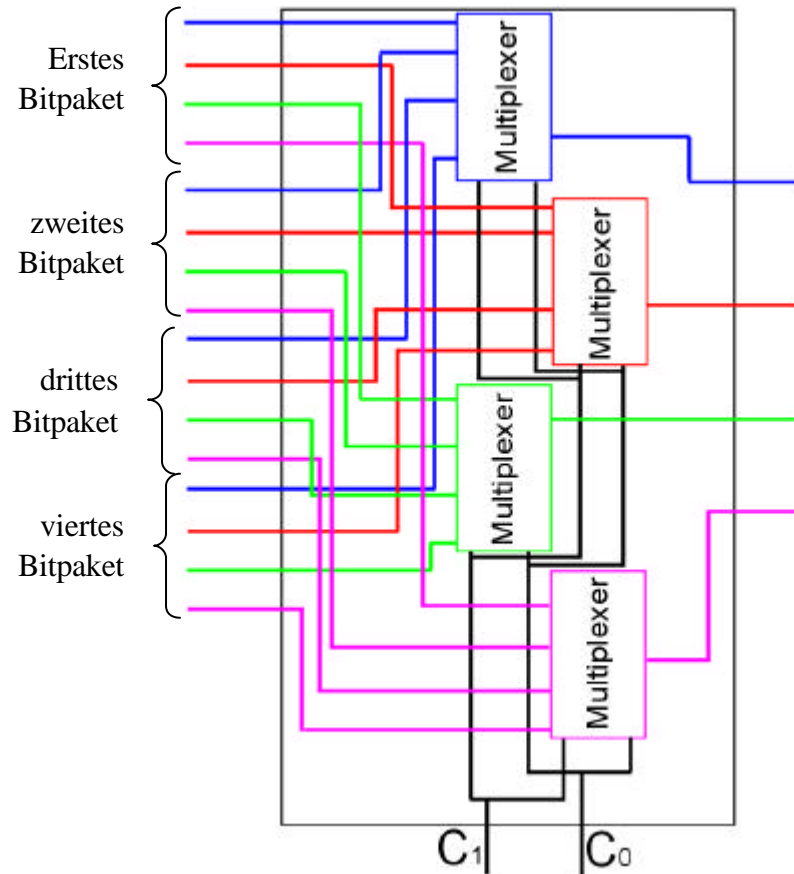 Erstes
Bitpaket
zweites
Bitpaket
drittes
Bitpaket
viertes
Bitpaket
Multiplexer
Multiplexer
Multiplexer
Multiplexer
C1
C0